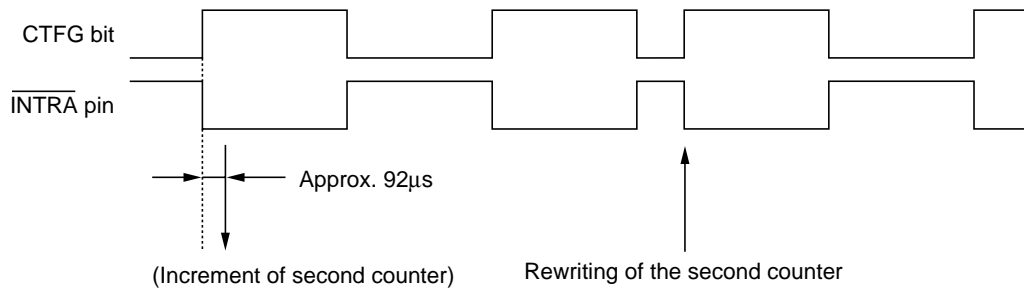 CTFG bit
INTRA pin
Approx. 92μs
(Increment of second counter)
Rewriting of the second counter